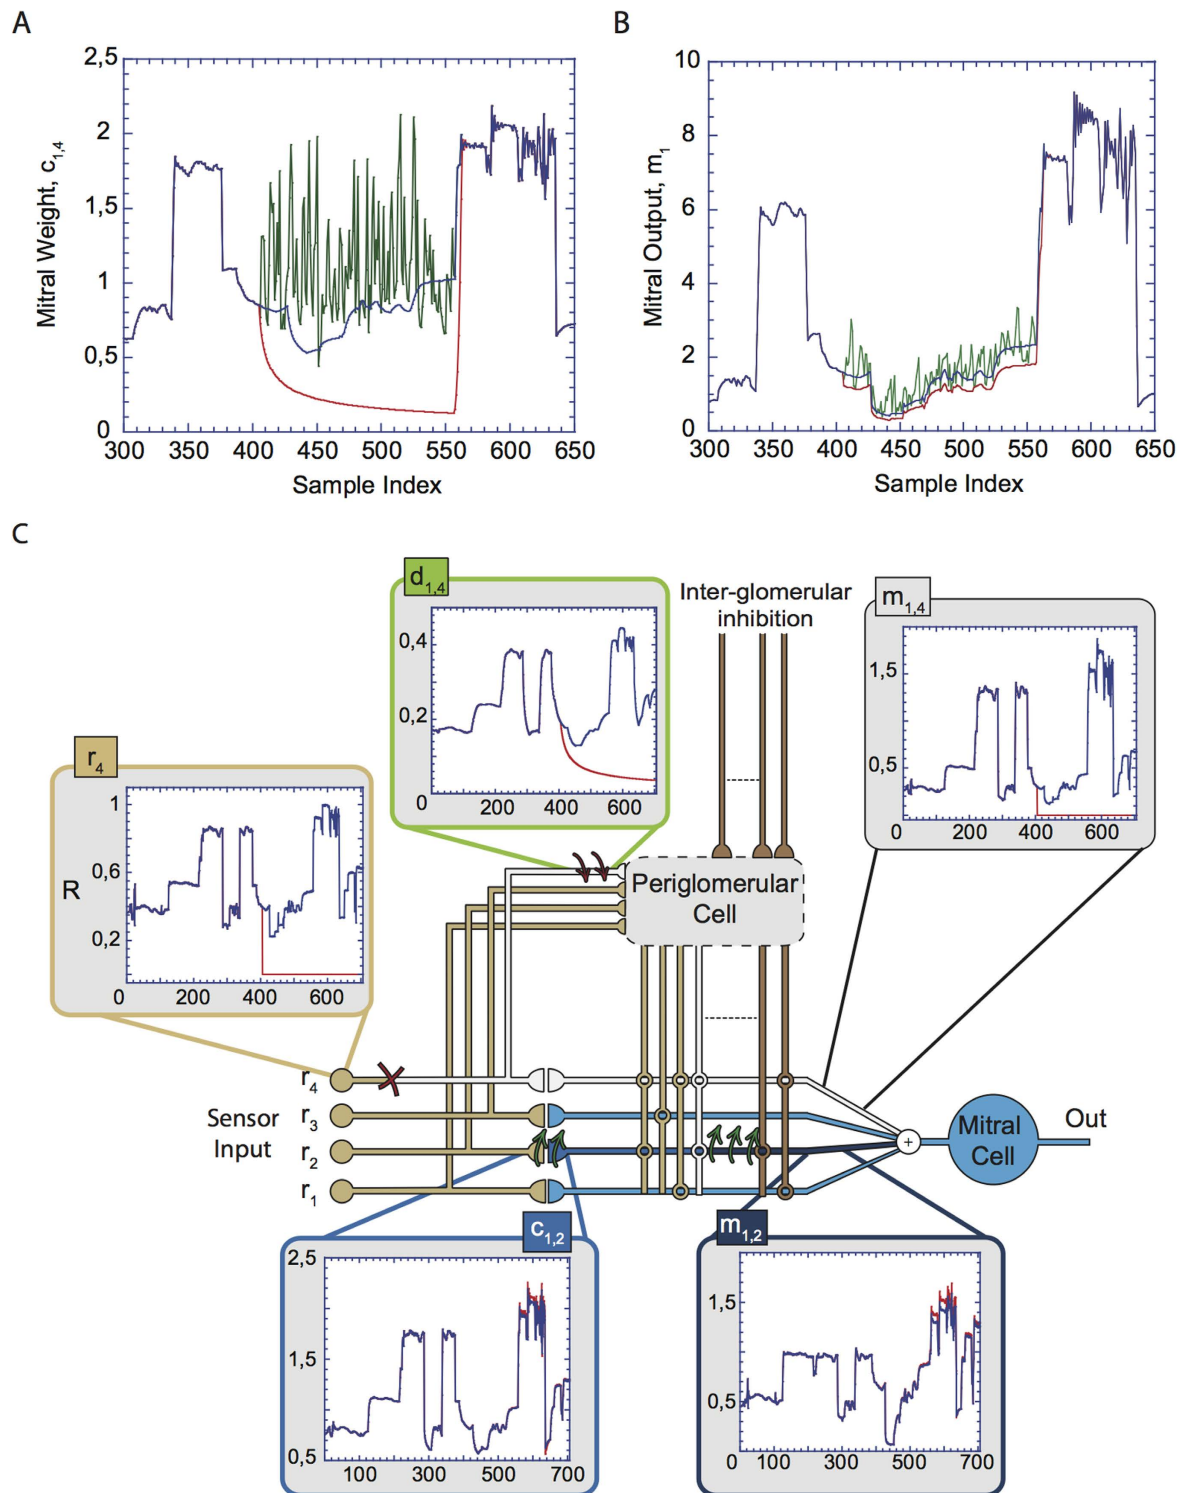 A
B
2,5
2
1,5
1
0,5
0
300 350 400 450 500 550 600 650
Mitral Weight, c1,4
Sample Index
10
8
6
4
2
0
300 350 400 450 500 550 600 650
Mitral Output, m1
Sample Index
C
d1,4
0,4
0,2
0
0 200 400 600
Inter-glomerular
inhibition
m1,4
1,5
0,5
0
0 200 400 600
r4
1
0,6
0,2
R
0 200 400 600
Periglomerular
Cell
r4
r3
r2
r1
Sensor
Input
+
Mitral
Cell
Out
c1,2
2,5
1,5
0,5
100 300 500 700
m1,2
1,5
0,5
0 100 300 500 700